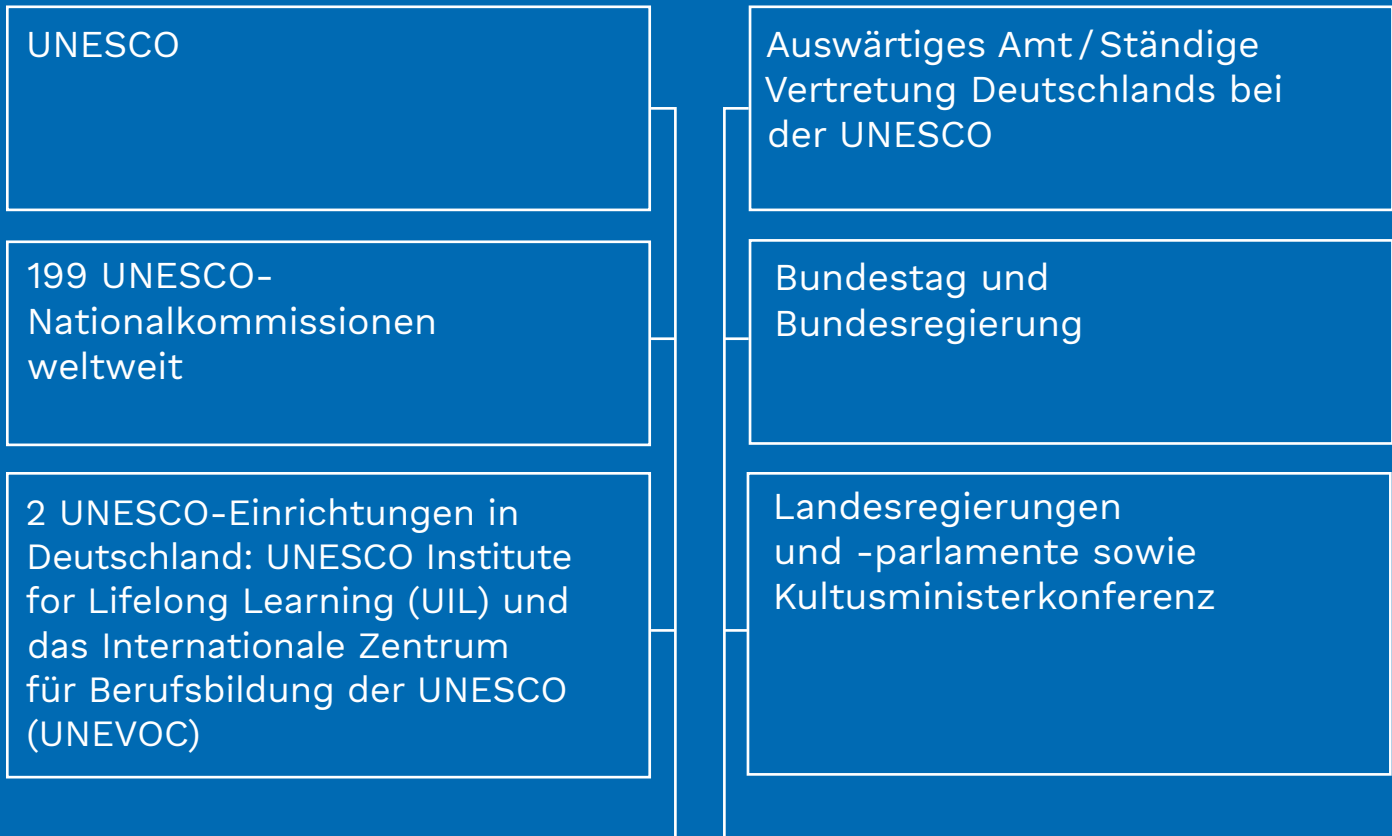 UNESCO
199 UNESCO-
Nationalkommissionen
weltweit
2 UNESCO-Einrichtungen in
Deutschland: UNESCO Institute
for Lifelong Learning (UIL) und
das Internationale Zentrum
für Berufsbildung der UNESCO
(UNEVOC)
Auswärtiges Amt / Ständige
Vertretung Deutschlands bei
der UNESCO
Bundestag und
Bundesregierung
Landesregierungen
und -parlamente sowie
Kultusministerkonferenz